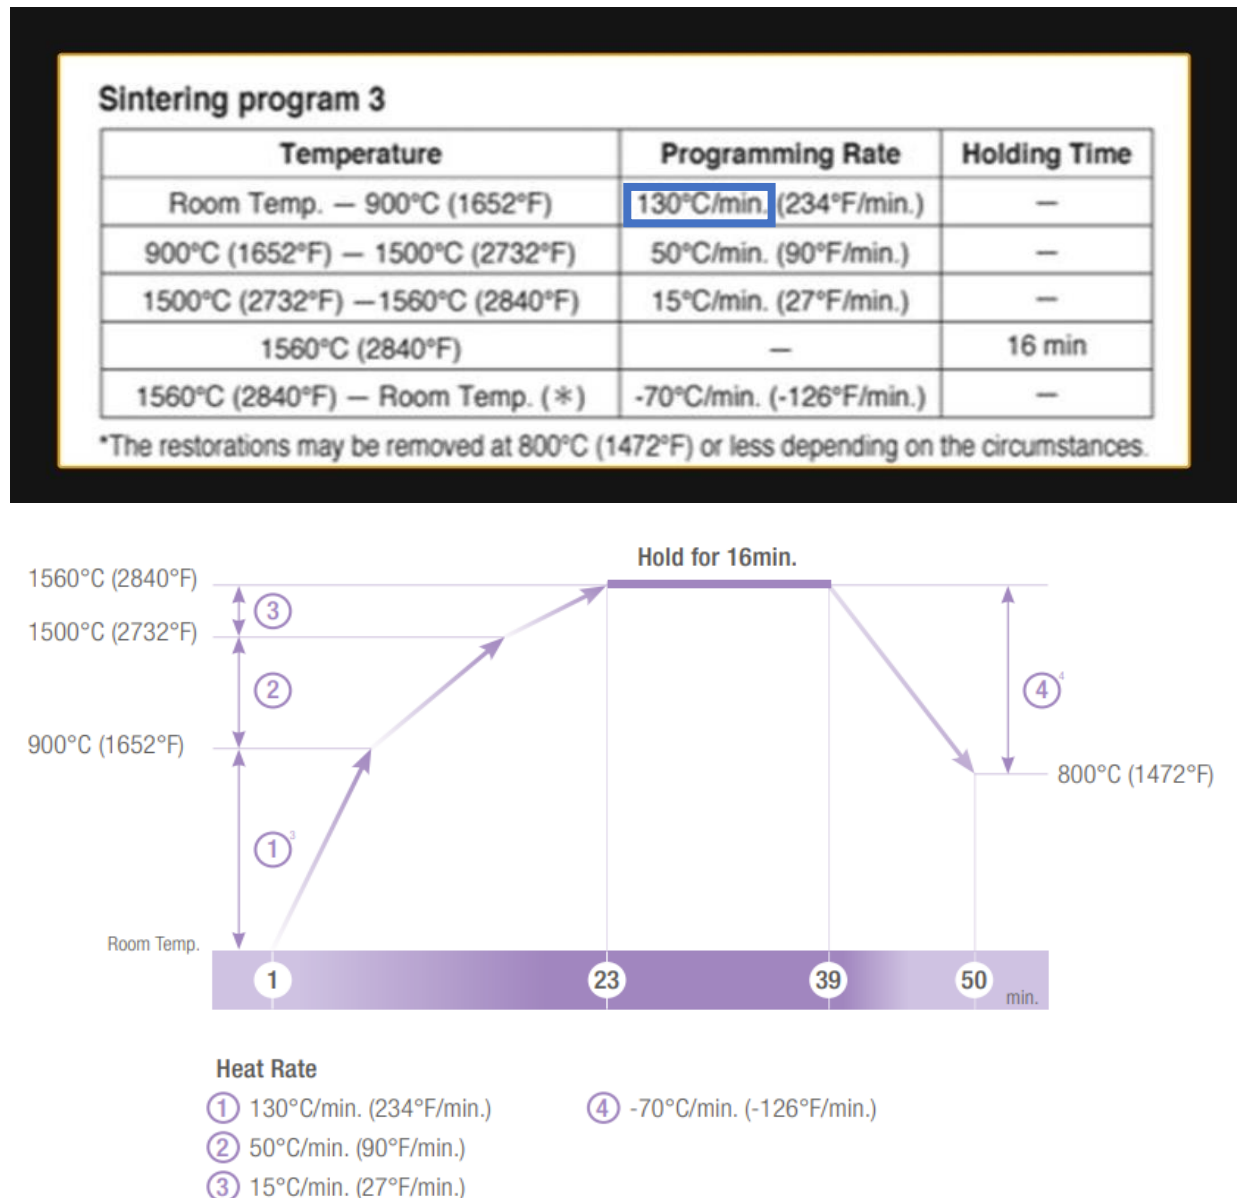 Sintering program 3
Temperature Programming Rate Holding Time
Room Temp. — 900°C (1652°F) 130°C/min. (234°F/min.) —
900°C (1652°F) — 1500°C (2732°F) 50°C/min. (90°F/min.) —
1500°C (2732°F) —1560°C (2840°F) 15°C/min. (27°F/min.) —
1560°C (2840°F) — 16 min
1560°C (2840°F) — Room Temp. (＊) -70°C/min. (-126°F/min.) —
*The restorations may be removed at 800°C (1472°F) or less depending on the circumstances.
Hold for 16min.
1560°C (2840°F)
3
1500°C (2732°F)
2
4 4
900°C (1652°F)
800°C (1472°F)
1 3
Room Temp.
1 23 39 50 min.
Heat Rate
1 130°C/min. (234°F/min.) 4 -70°C/min. (-126°F/min.)
2 50°C/min. (90°F/min.)
3 15°C/min. (27°F/min.)